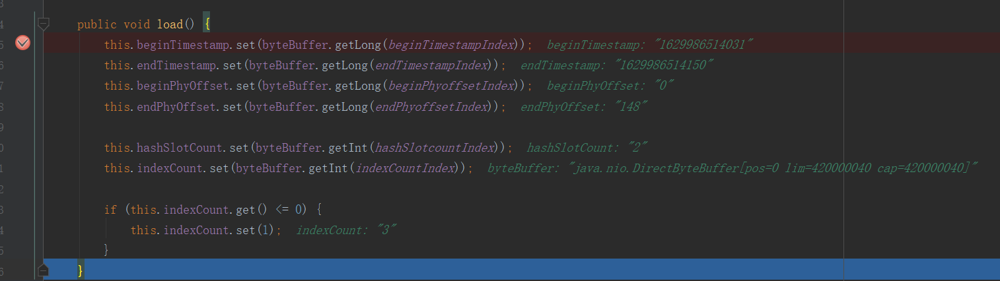 public void load() {
this.beginTimestamp.set(byteBuffer.getLong(beginTimestampIndex)); beginTimestamp: "1629986514031"
this.endTimestamp.set(byteBuffer.getLong(endTimestampIndex)); endTimestamp: "1629986514150"
this.beginPhyOffset.set(byteBuffer.getLong(beginPhyoffsetIndex)); beginPhyOffset: "0"
this.endPhyOffset.set(byteBuffer.getLong(endPhyoffsetIndex)); endPhyOffset: "148"
this.hashSlotCount.set(byteBuffer.getInt(hashSlotcountIndex)); hashSlotCount: "2"
this.indexCount.set(byteBuffer.getInt(indexCountIndex)); byteBuffer: "java.nio.DirectByteBuffer[pos=0 lim=420000040 cap=420000040]"
if (this.indexCount.get() <= 0) {
this.indexCount.set(1); indexCount: "3"
}
}